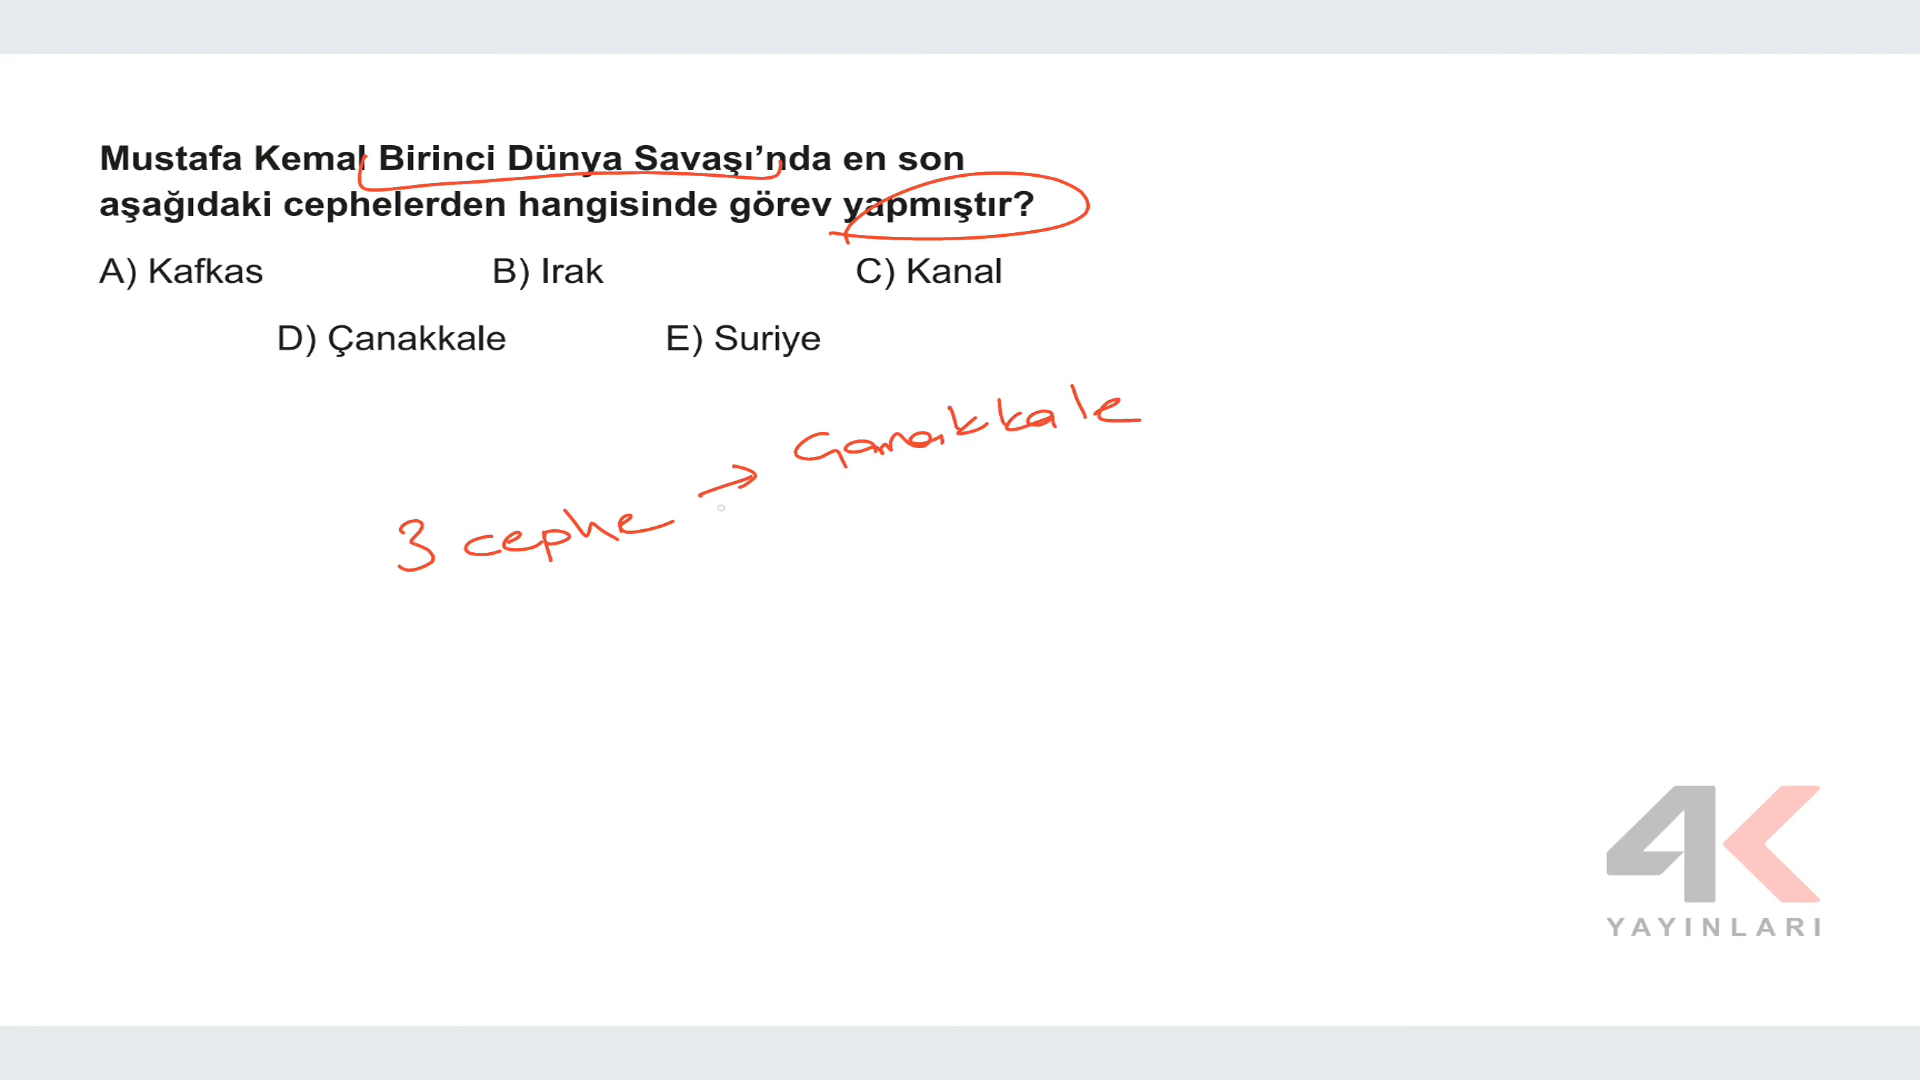 Mustafa Kemal Birinci Dünya Savaşı’nda en son
aşağıdaki cephelerden hangisinde görev yapmıştır?
A) Kafkas B) Irak C) Kanal
D) Çanakkale E) Suriye
3 cephe → Çanakkale
4K
YAYINLARI